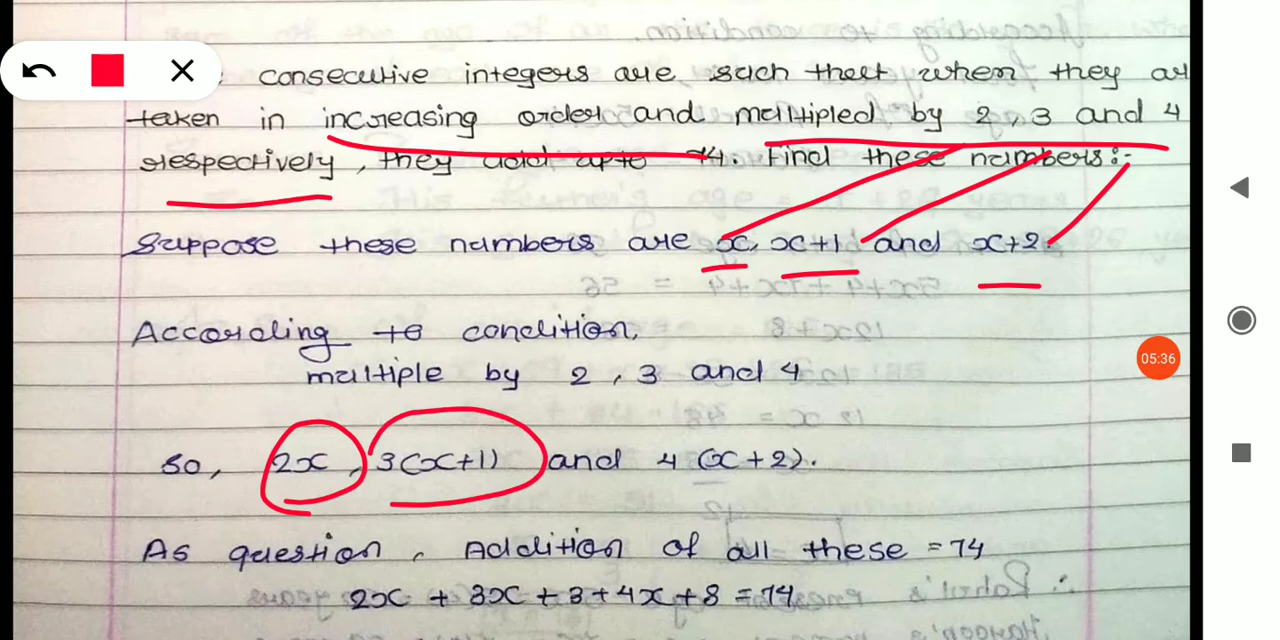 consecutive integers are such that when they ar
taken in increasing order and multipled by 2, 3 and 4
respectively, they add upto 74. Find these numbers:-
Suppose these numbers are x, x+1 and x+2.
According to condition,
multiple by 2, 3 and 4
05:36
so, 2x, 3(x+1) and 4(x+2).
As question, Addition of all these = 74
2x + 3x + 3 + 4x + 8 = 74